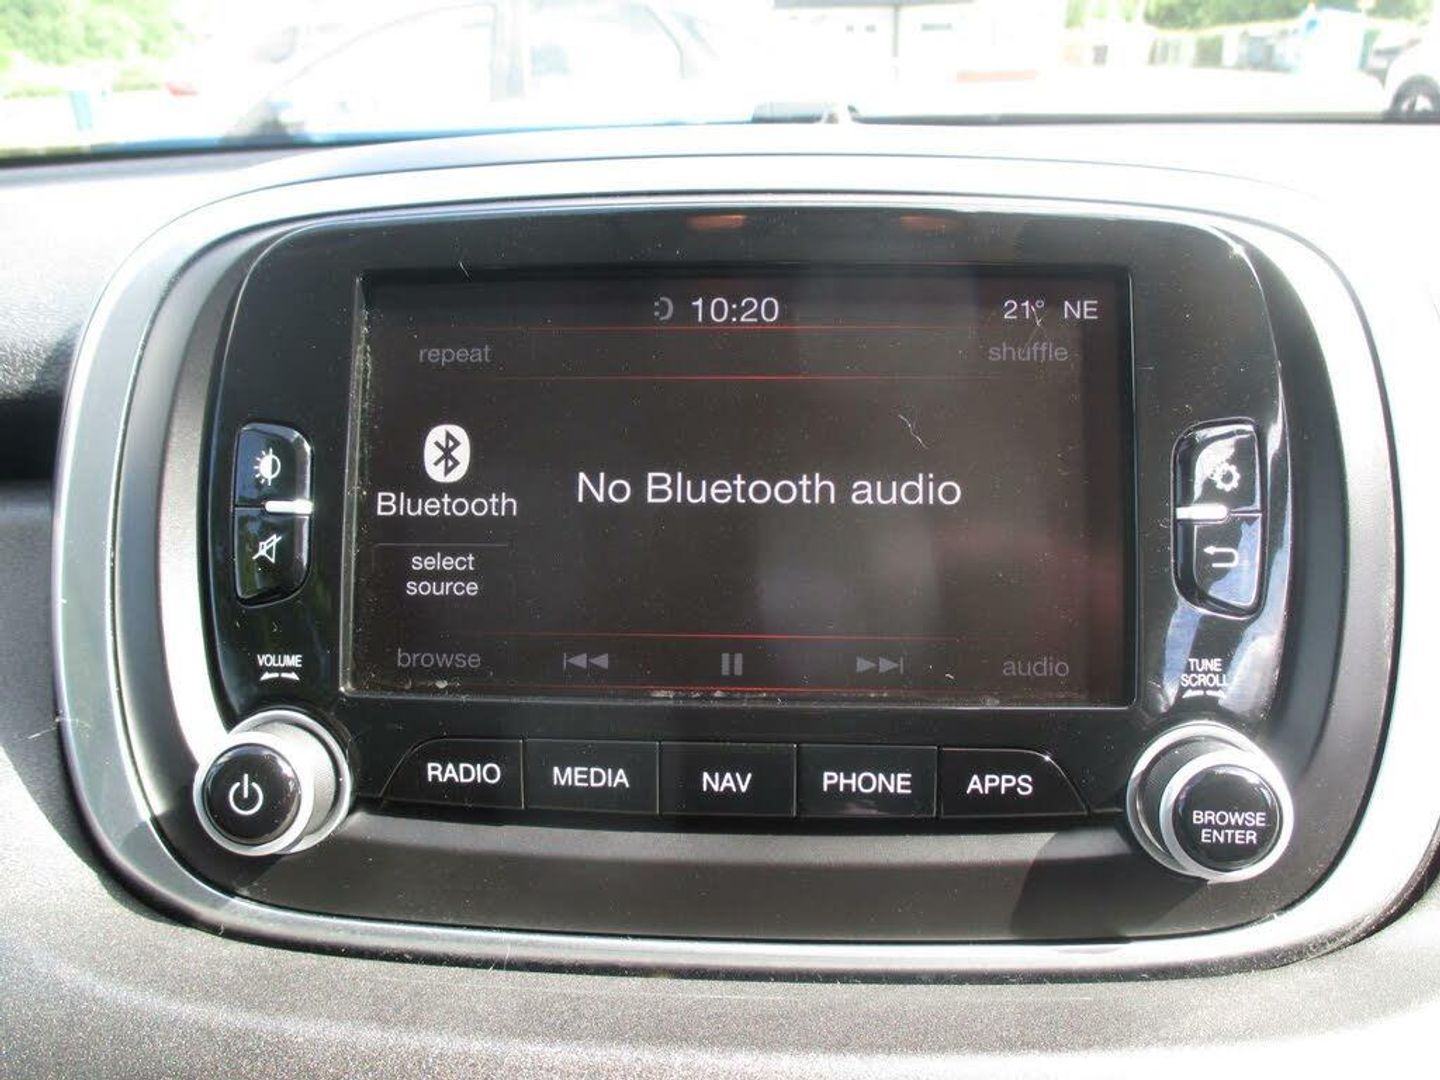 10:20
21° NE
repeat
shuffle
Bluetooth
No Bluetooth audio
select
source
browse
audio
VOLUME
TUNE
SCROLL
RADIO
MEDIA
NAV
PHONE
APPS
BROWSE
ENTER